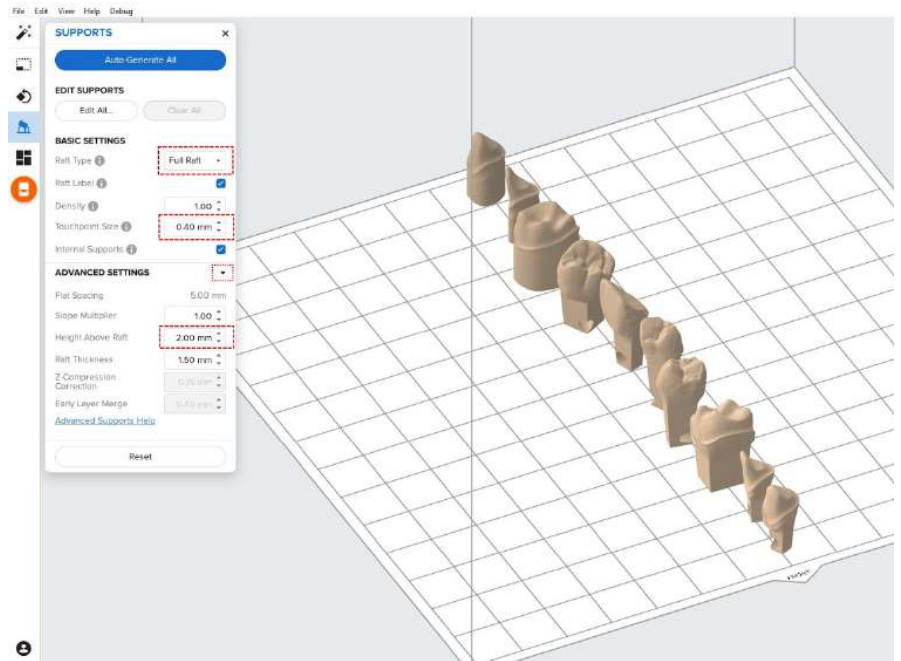 File Edit View Help Debug
SUPPORTS
Auto-Generate All
EDIT SUPPORTS
Edit All... Clear All
BASIC SETTINGS
Raft Type Full Raft
Raft Label
Density 1.00
Touchpoint Size 0.40 mm
Internal Supports
ADVANCED SETTINGS
Flat Spacing 5.00 mm
Slope Multiplier 1.00
Height Above Raft 2.00 mm
Raft Thickness 1.50 mm
Z-Compression
Correction
Early Layer Merge
Advanced Supports Help
Reset